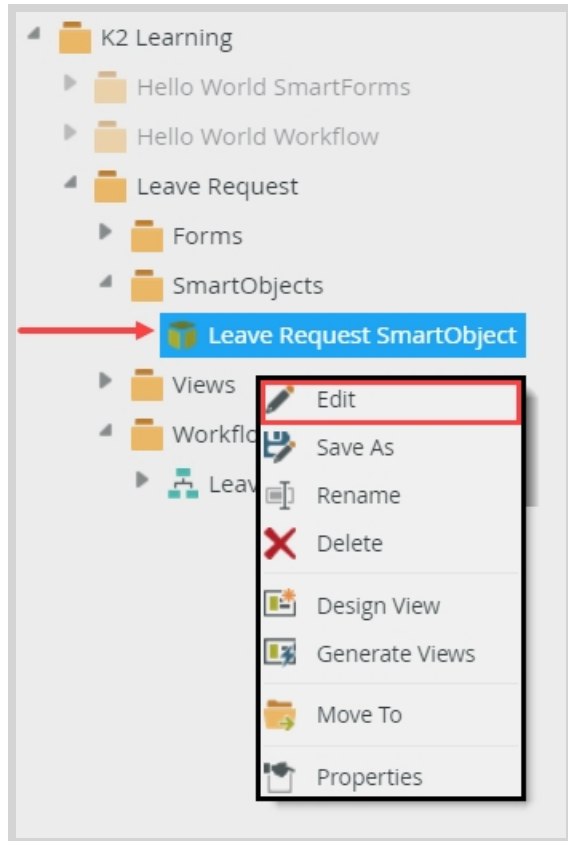 K2 Learning
Hello World SmartForms
Hello World Workflow
Leave Request
Forms
SmartObjects
Leave Request SmartObject
Views
Edit
Save As
Rename
Delete
Design View
Generate Views
Move To
Properties